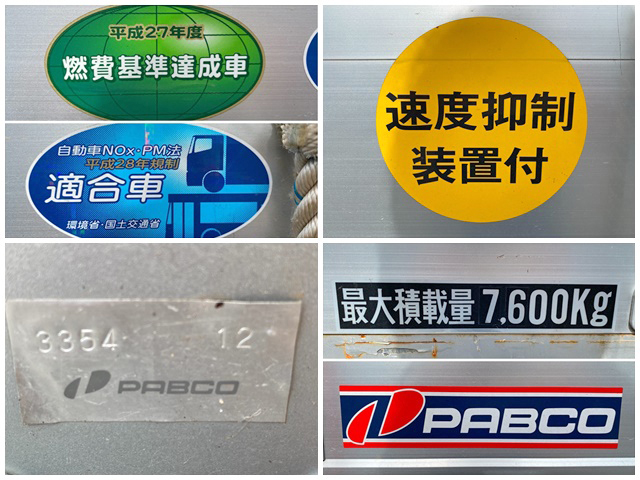 平成27年度
燃費基準達成車
自動車NOx・PM法
平成28年規制
適合車
環境省・国土交通省
速度抑制
装置付
3354 12
PABCO
最大積載量 7,600Kg
PABCO